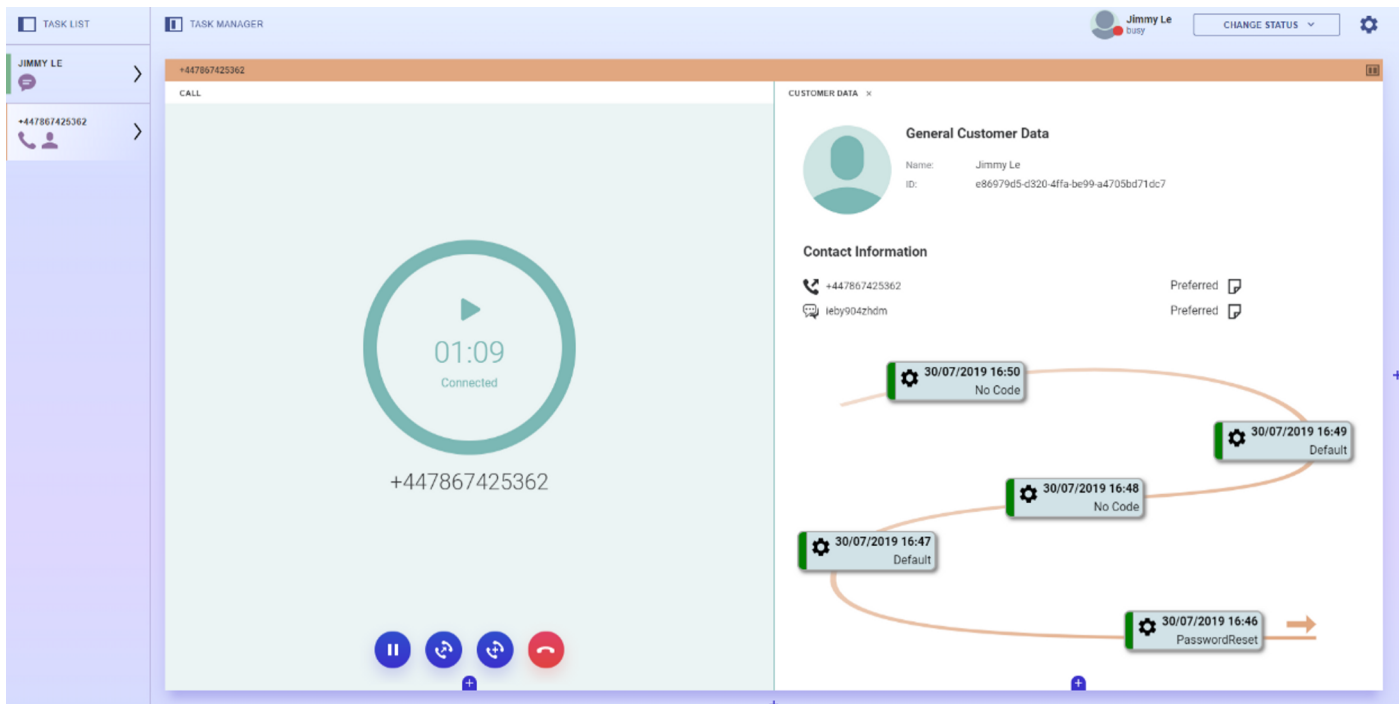 TASK LIST
TASK MANAGER
Jimmy Le
busy
CHANGE STATUS
JIMMY LE
+447867425362
+447867425362
CALL
CUSTOMER DATA ×
General Customer Data
Name: Jimmy Le
ID: e86979d5-d320-4ffa-be99-a4705bd71dc7
Contact Information
+447867425362 Preferred
ieby904zhdm Preferred
01:09
Connected
+447867425362
30/07/2019 16:50
No Code
30/07/2019 16:49
Default
30/07/2019 16:48
No Code
30/07/2019 16:47
Default
30/07/2019 16:46
PasswordReset